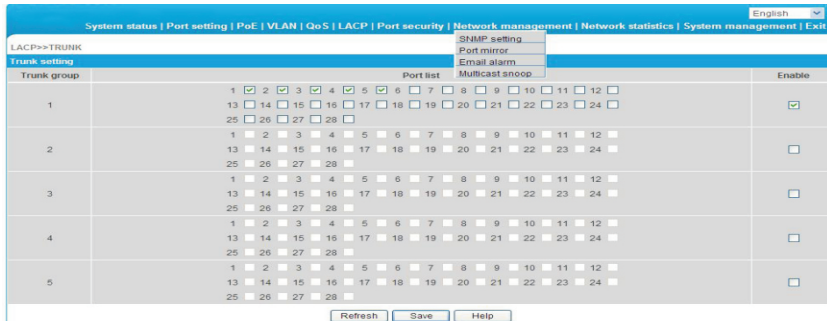 English
System status | Port setting | PoE | VLAN | QoS | LACP | Port security | Network management | Network statistics | System management | Exit
SNMP setting
Port mirror
Email alarm
Multicast snoop
LACP>>TRUNK
Trunk setting
Trunk group Port list Enable
1 2 3 4 5 6 7 8 9 10 11 12
1 13 14 15 16 17 18 19 20 21 22 23 24
25 26 27 28
1 2 3 4 5 6 7 8 9 10 11 12
2 13 14 15 16 17 18 19 20 21 22 23 24
25 26 27 28
1 2 3 4 5 6 7 8 9 10 11 12
3 13 14 15 16 17 18 19 20 21 22 23 24
25 26 27 28
1 2 3 4 5 6 7 8 9 10 11 12
4 13 14 15 16 17 18 19 20 21 22 23 24
25 26 27 28
1 2 3 4 5 6 7 8 9 10 11 12
5 13 14 15 16 17 18 19 20 21 22 23 24
25 26 27 28
Refresh Save Help